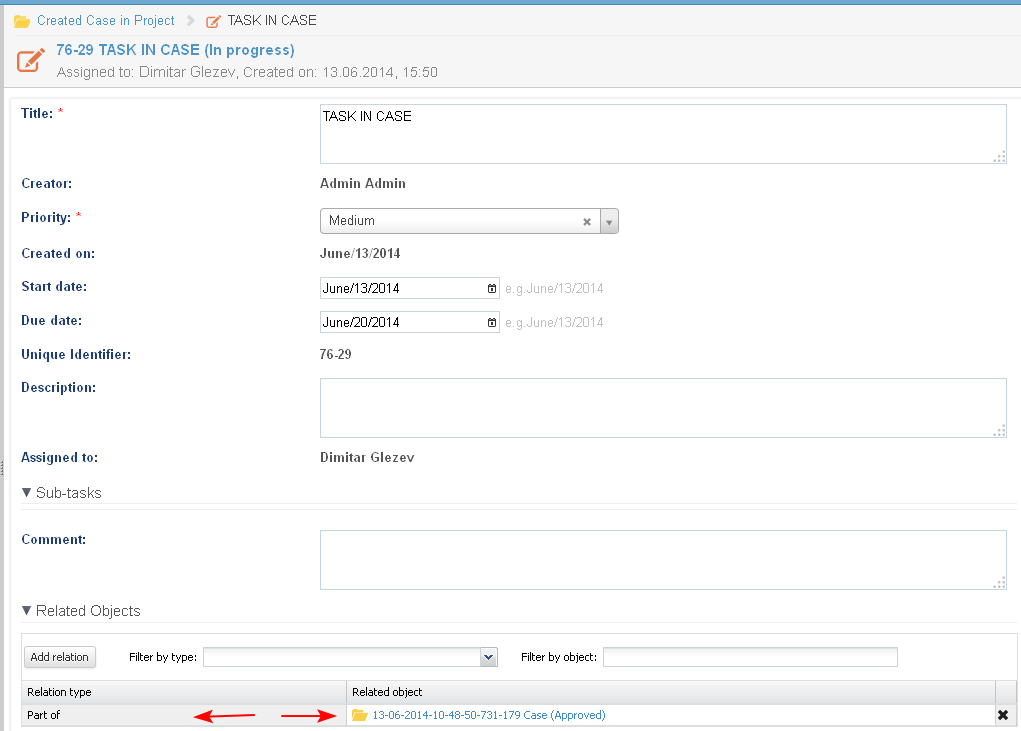 Created Case in Project TASK IN CASE
76-29 TASK IN CASE (In progress)
Assigned to: Dimitar Glezev, Created on: 13.06.2014, 15:50
Title: * TASK IN CASE
Creator: Admin Admin
Priority: * Medium
Created on: June/13/2014
Start date: June/13/2014 e.g.June/13/2014
Due date: June/20/2014 e.g.June/13/2014
Unique Identifier: 76-29
Description:
Assigned to: Dimitar Glezev
Sub-tasks
Comment:
Related Objects
Add relation Filter by type: Filter by object:
Relation type Related object
Part of 13-06-2014-10-48-50-731-179 Case (Approved)